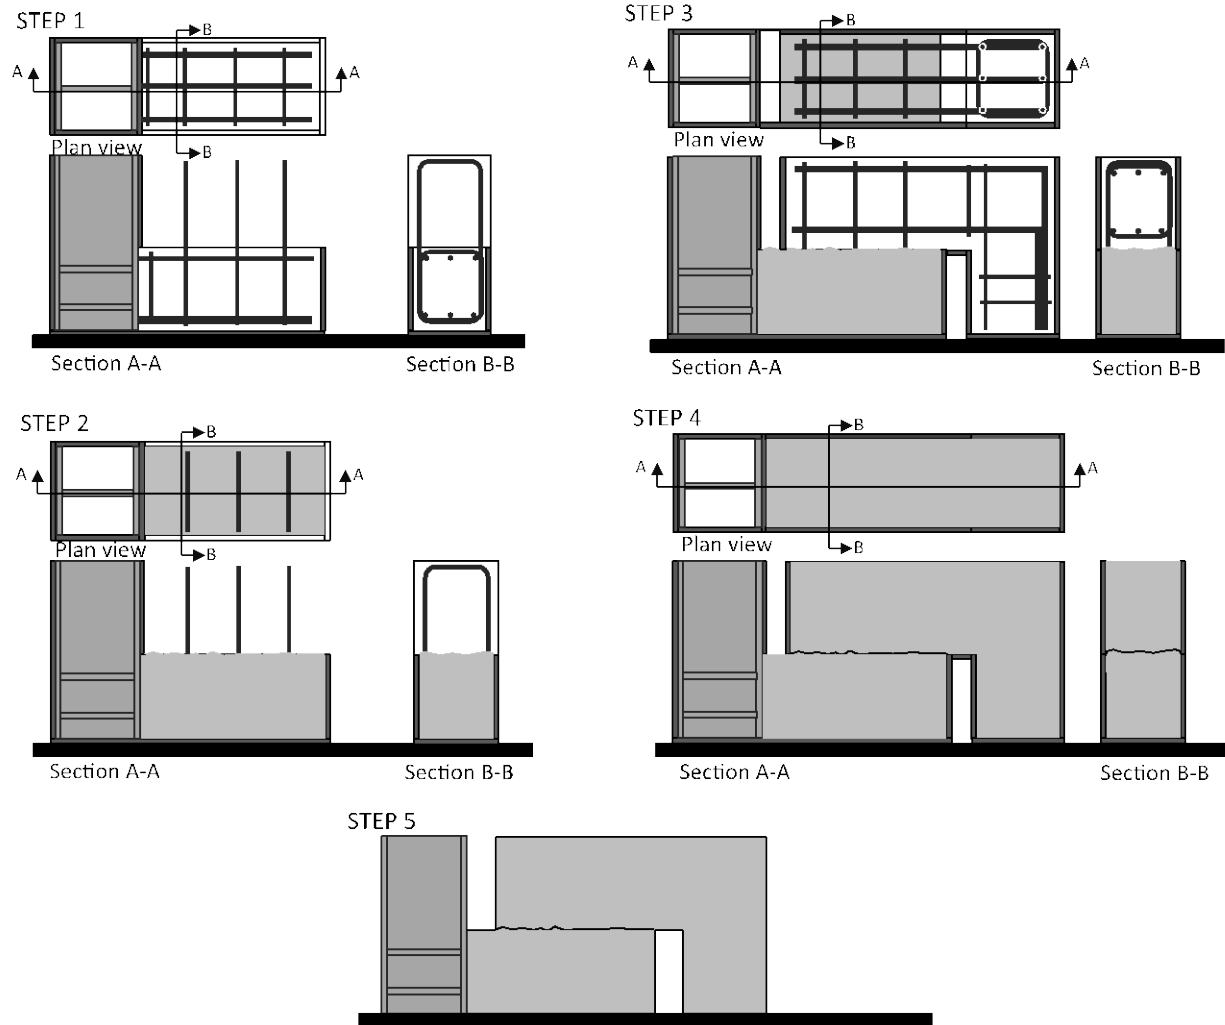 STEP 1
B
A
A
Plan view
B
Section A-A
Section B-B
STEP 2
B
A
A
Plan view
B
Section A-A
Section B-B
STEP 3
B
A
A
Plan view
B
Section A-A
Section B-B
STEP 4
B
A
A
Plan view
B
Section A-A
Section B-B
STEP 5